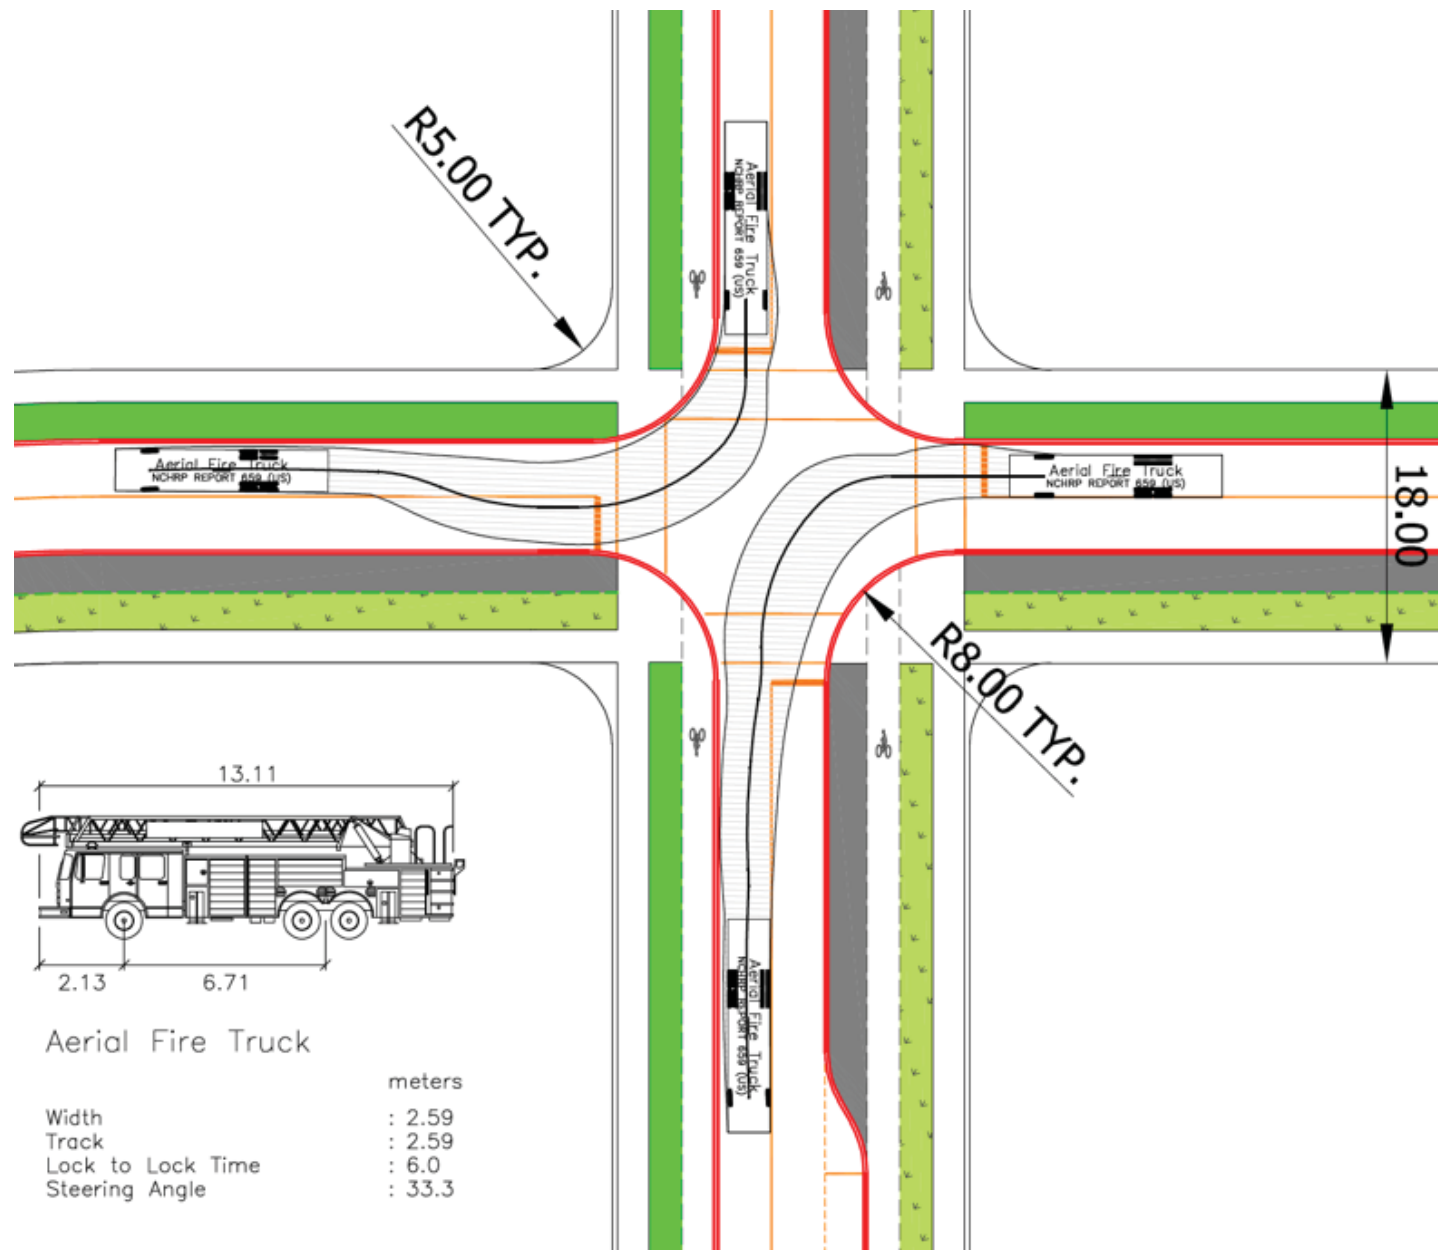 R5.00 TYP.
Aerial Fire Truck
NCHRP REPORT 659 (US)
Aerial Fire Truck
NCHRP REPORT 659 (US)
Aerial Fire Truck
NCHRP REPORT 659 (US)
18.00
R8.00 TYP.
13.11
2.13
6.71
Aerial Fire Truck
NCHRP REPORT 659 (US)
Aerial Fire Truck
meters
Width : 2.59
Track : 2.59
Lock to Lock Time : 6.0
Steering Angle : 33.3